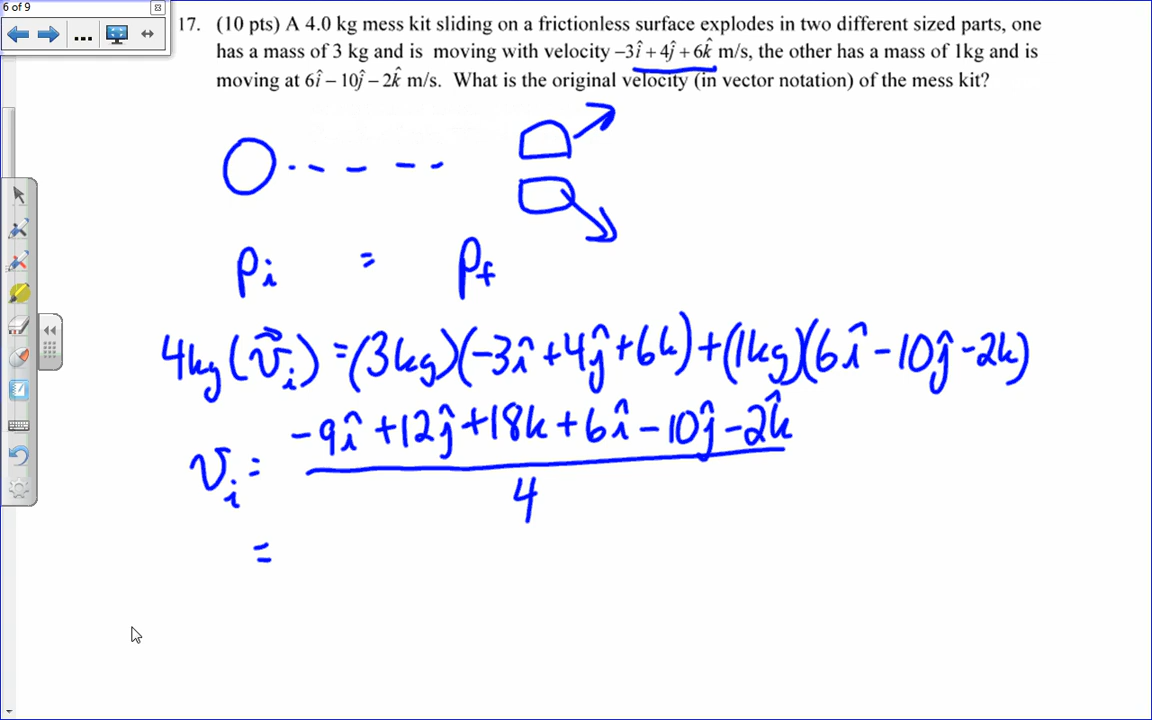 6 of 9
17. (10 pts) A 4.0 kg mess kit sliding on a frictionless surface explodes in two different sized parts, one
has a mass of 3 kg and is moving with velocity −3î + 4ĵ + 6k̂ m/s, the other has a mass of 1kg and is
moving at 6î − 10ĵ − 2k̂ m/s. What is the original velocity (in vector notation) of the mess kit?
pi = pf
4kg(v⃗i) = (3kg)(−3î + 4ĵ + 6k) + (1kg)(6î − 10ĵ − 2k)
−9î + 12ĵ + 18k + 6î − 10ĵ − 2k̂
vi =
4
=